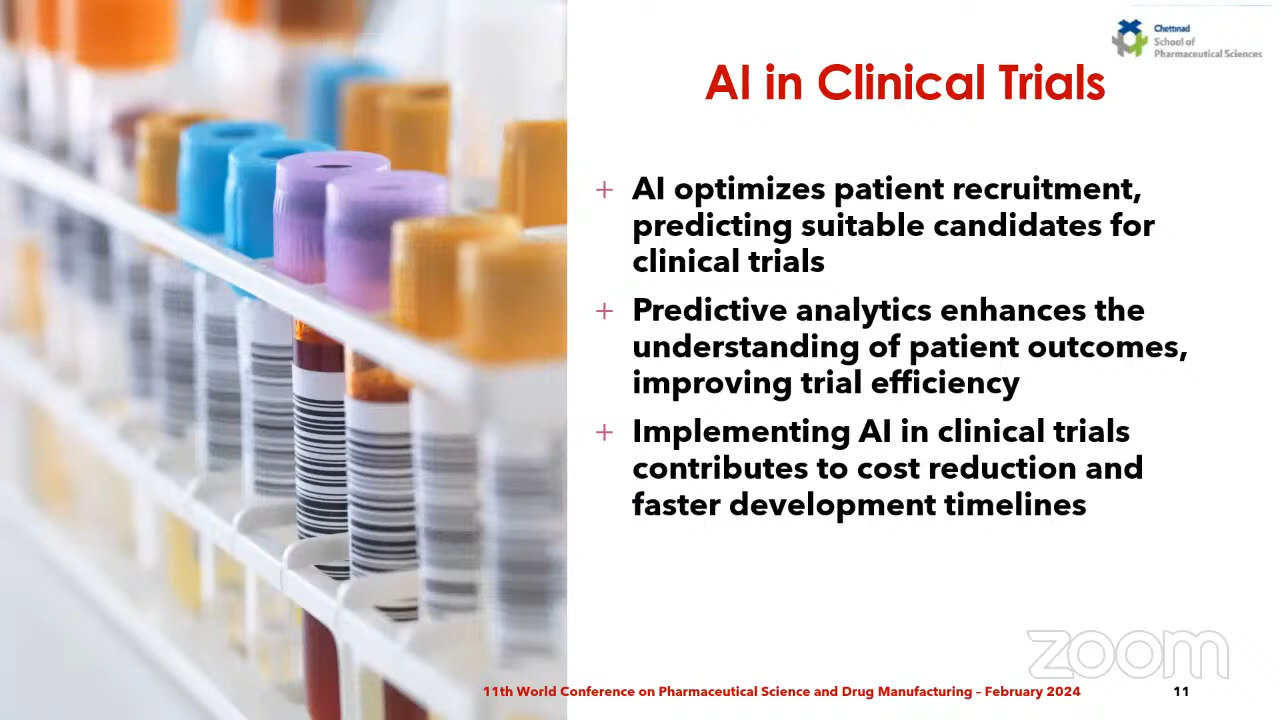 Chettinad
School of
Pharmaceutical Sciences
AI in Clinical Trials
+ AI optimizes patient recruitment,
predicting suitable candidates for
clinical trials
+ Predictive analytics enhances the
understanding of patient outcomes,
improving trial efficiency
+ Implementing AI in clinical trials
contributes to cost reduction and
faster development timelines
zoom
11th World Conference on Pharmaceutical Science and Drug Manufacturing – February 2024
11